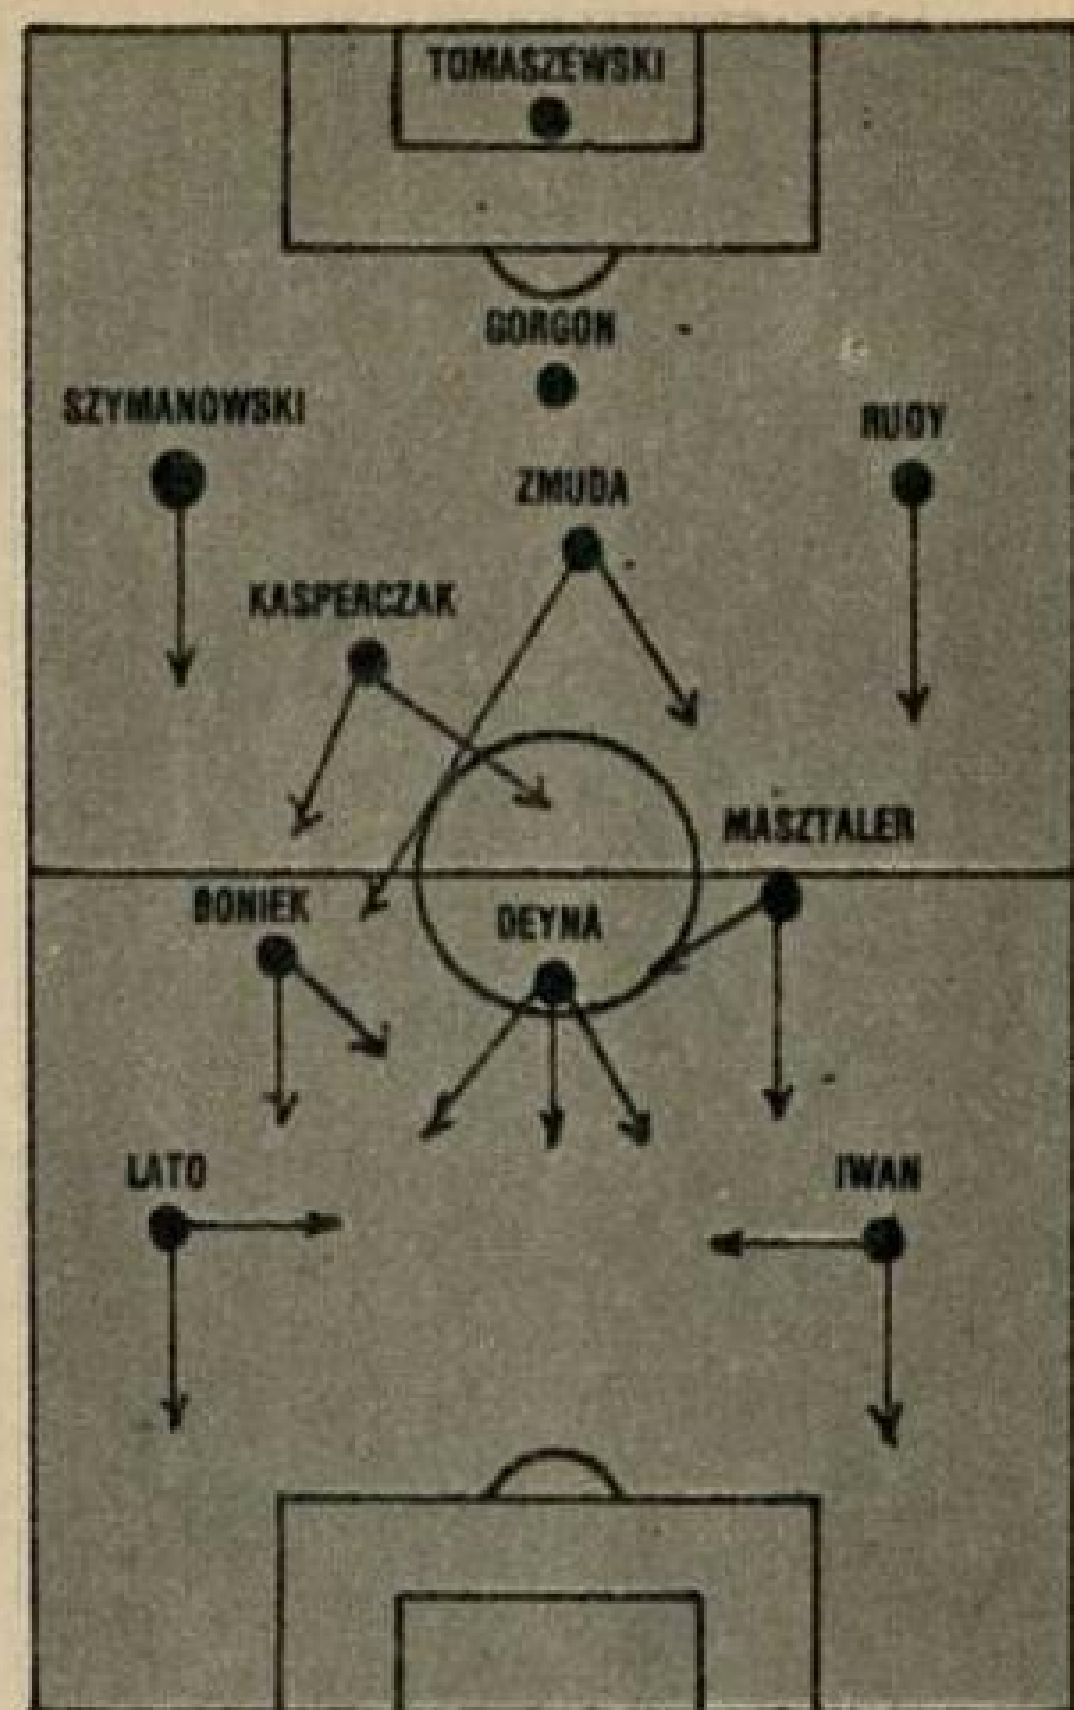 TOMASZEWSKI
GORGON
SZYMANOWSKI
RUDY
ZMUDA
KASPERCZAK
MASZTALER
BONIEK
DEYNA
LATO
IWAN